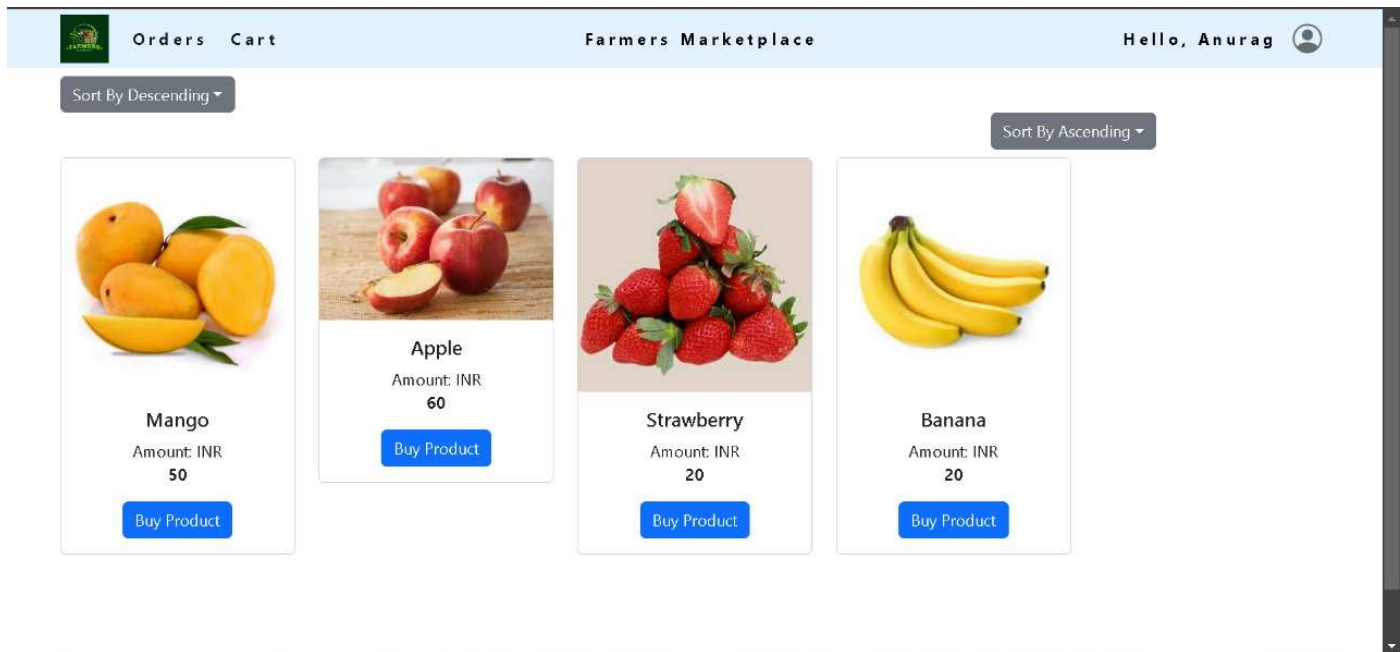 Orders Cart Farmers Marketplace Hello, Anurag
Sort By Descending
Sort By Ascending
Mango
Amount: INR
50
Buy Product
Apple
Amount: INR
60
Buy Product
Strawberry
Amount: INR
20
Buy Product
Banana
Amount: INR
20
Buy Product